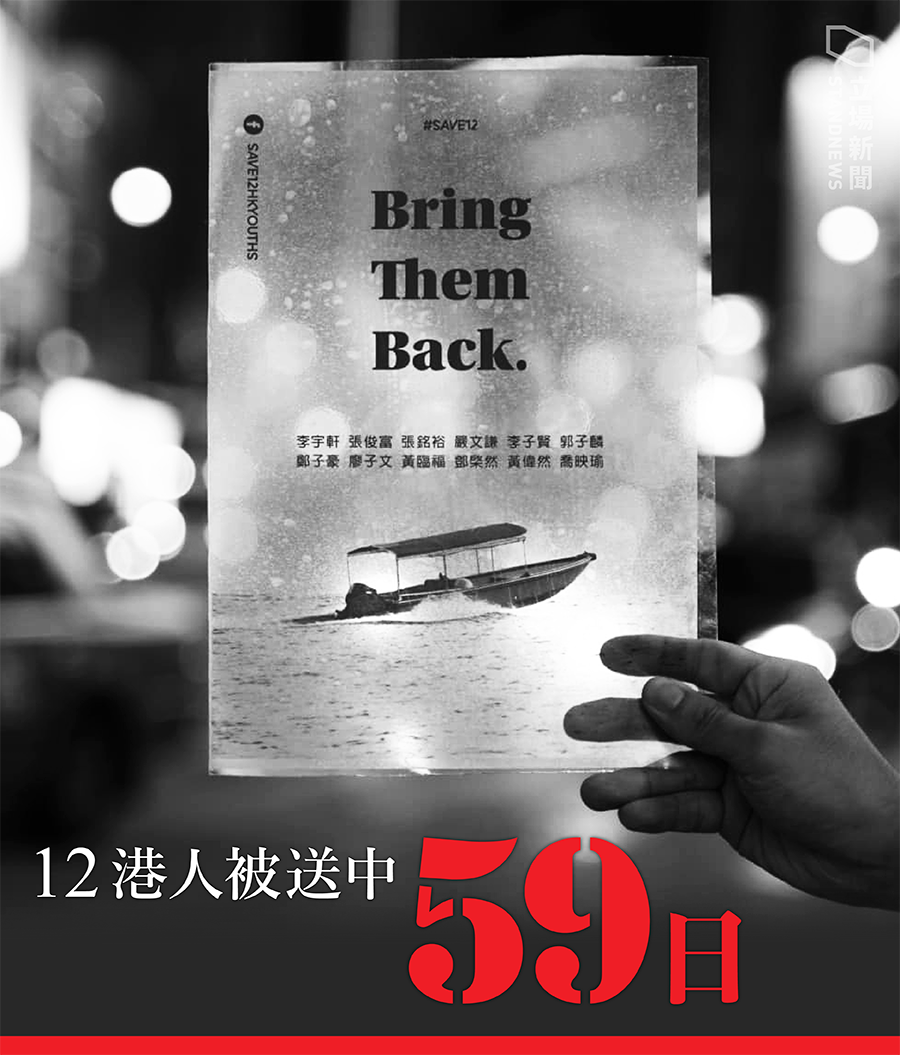 立場新聞
STANDNEWS
#SAVE12
SAVE12HKYOUTHS
Bring
Them
Back.
李宇軒 張俊富 張銘裕 嚴文謙 李子賢 郭子麟
鄭子豪 廖子文 黃臨福 鄧棨然 黃偉然 喬映瑜
12港人被送中
59日